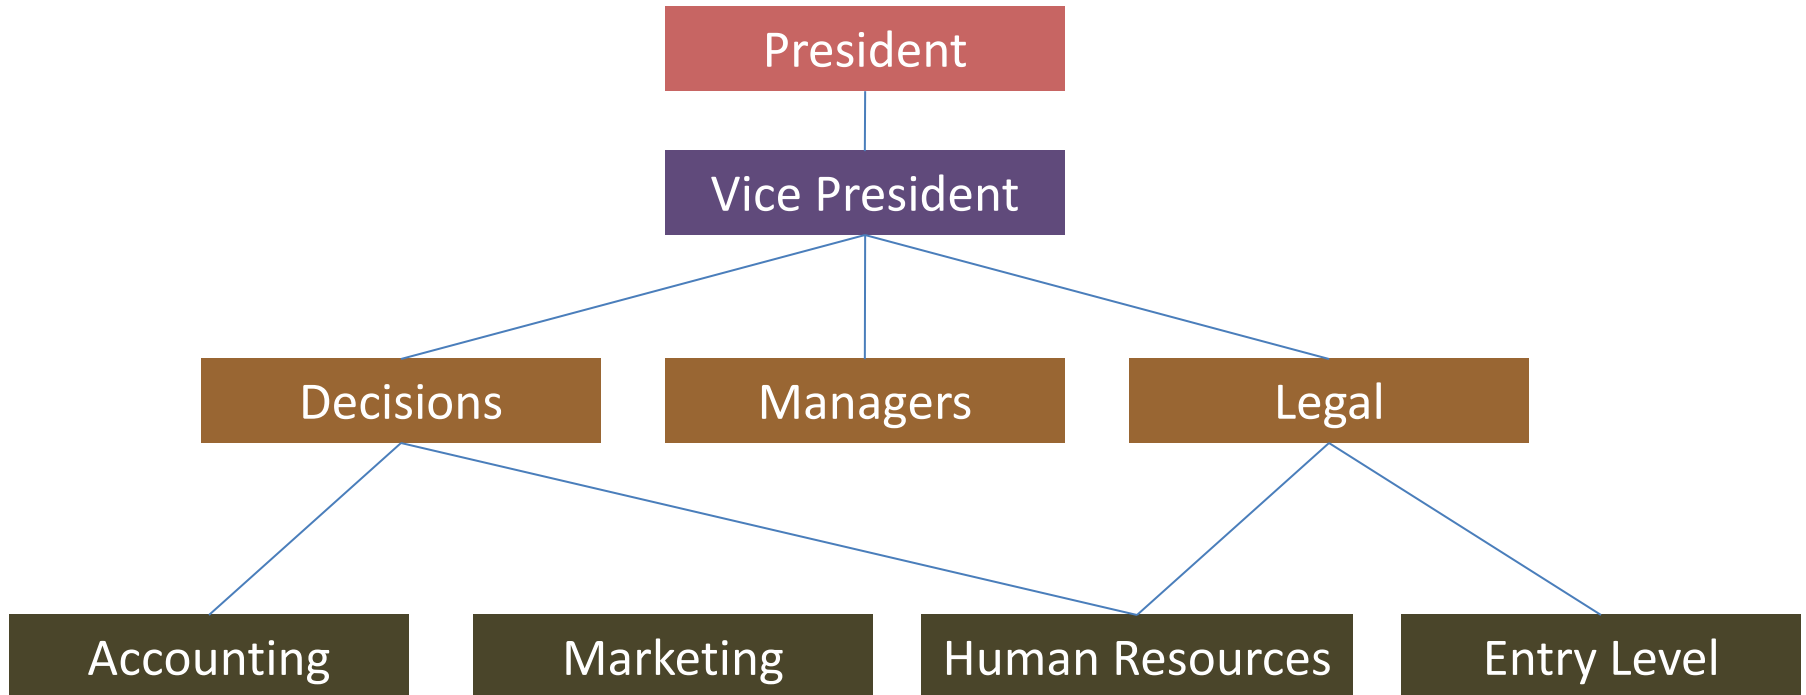 President
Vice President
Decisions
Managers
Legal
Accounting
Marketing
Human Resources
Entry Level